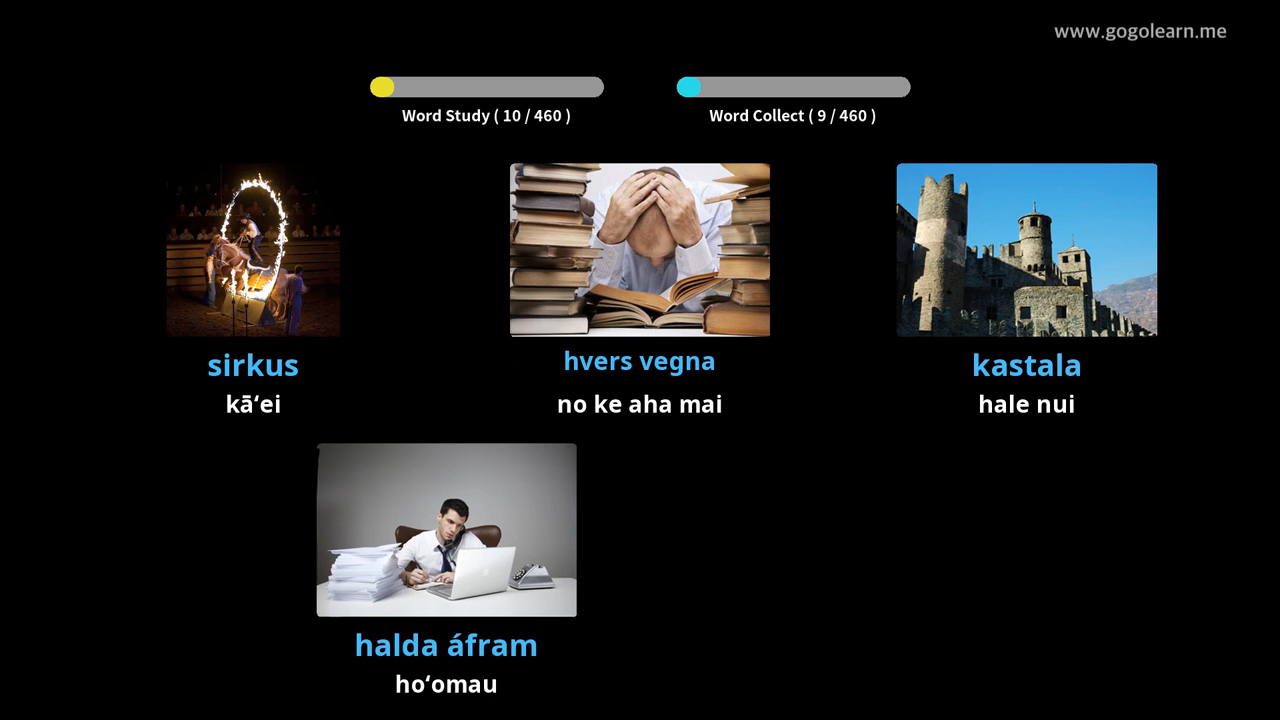 www.gogolearn.me
Word Study ( 10 / 460 )
Word Collect ( 9 / 460 )
sirkus
kāʻei
hvers vegna
no ke aha mai
kastala
hale nui
halda áfram
hoʻomau